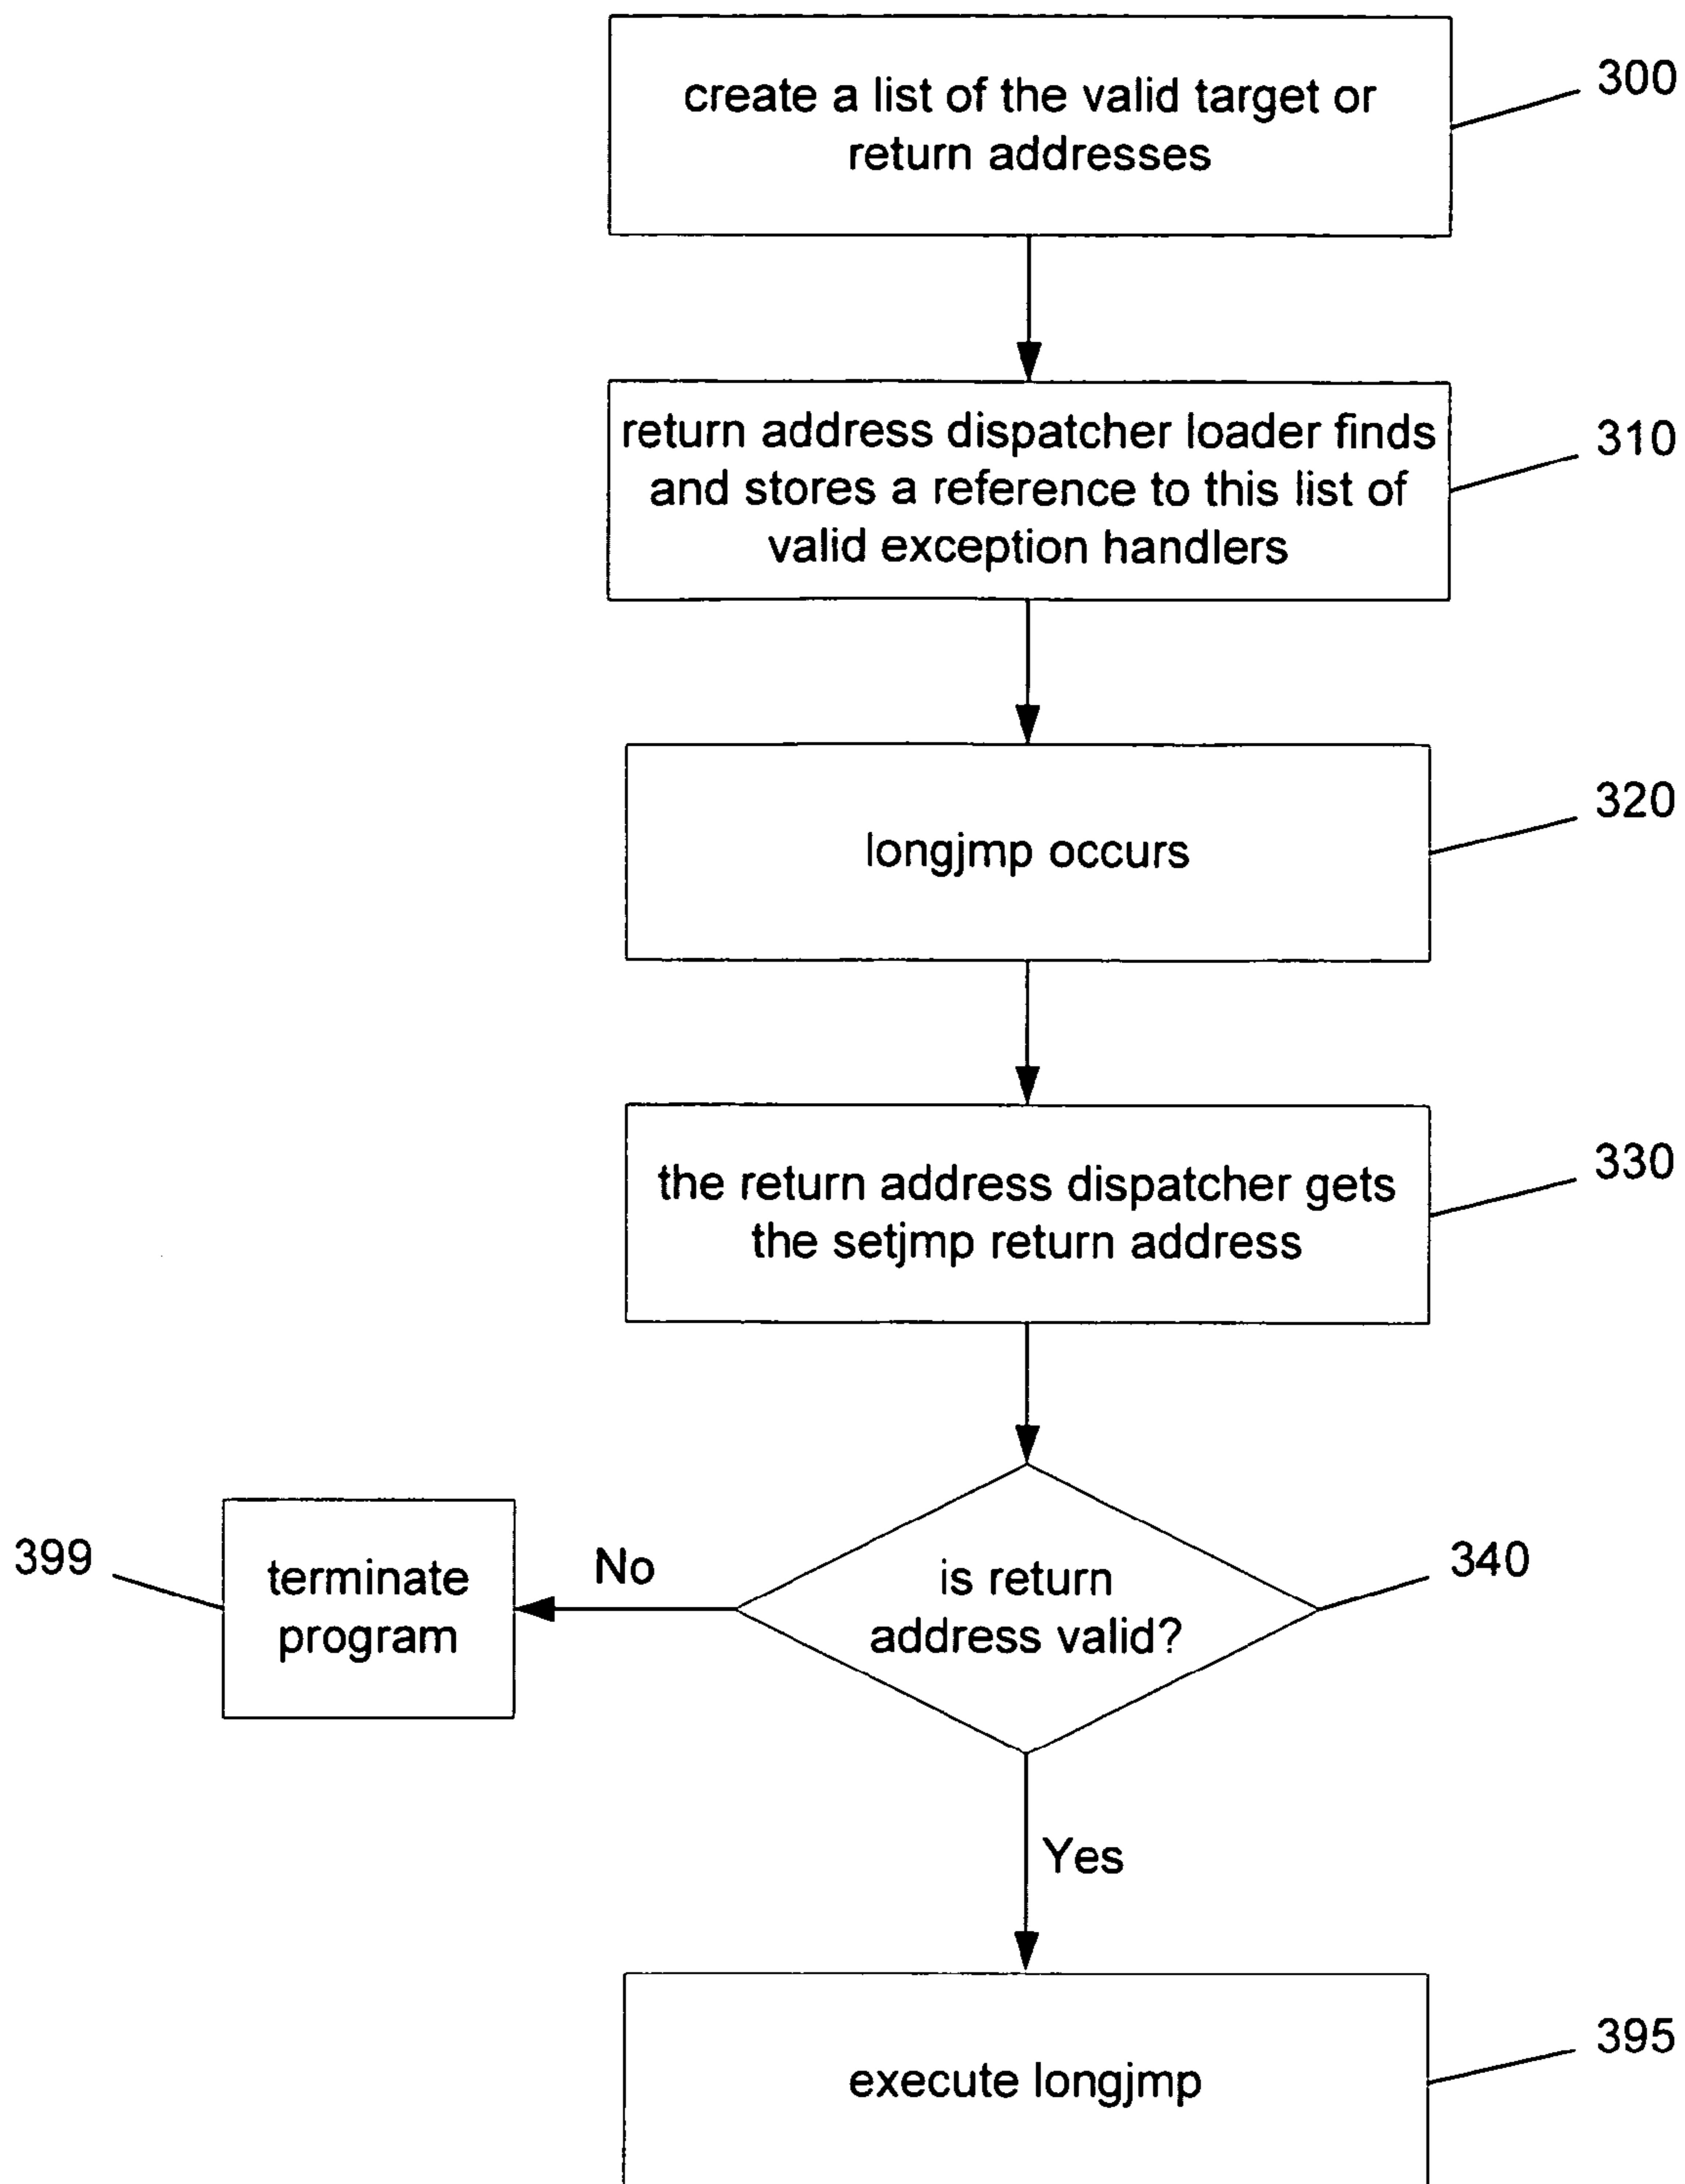 create a list of the valid target or
return addresses
300
return address dispatcher loader finds
and stores a reference to this list of
valid exception handlers
310
longjmp occurs
320
the return address dispatcher gets
the setjmp return address
330
399
terminate
program
No
is return
address valid?
340
Yes
execute longjmp
395